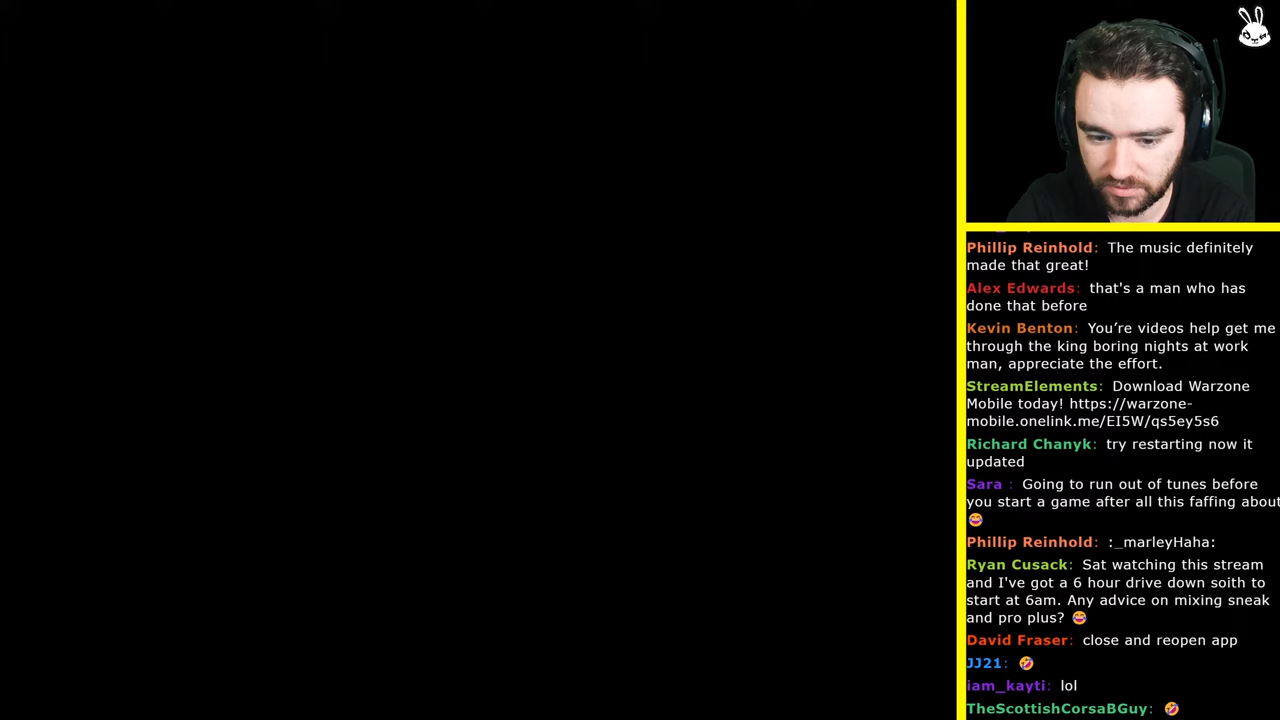 Phillip Reinhold: The music definitely
made that great!
Alex Edwards: that's a man who has
done that before
Kevin Benton: You’re videos help get me
through the king boring nights at work
man, appreciate the effort.
StreamElements: Download Warzone
Mobile today! https://warzone-
mobile.onelink.me/EI5W/qs5ey5s6
Richard Chanyk: try restarting now it
updated
Sara : Going to run out of tunes before
you start a game after all this faffing about
😂
Phillip Reinhold: :_marleyHaha:
Ryan Cusack: Sat watching this stream
and I've got a 6 hour drive down soith to
start at 6am. Any advice on mixing sneak
and pro plus? 😂
David Fraser: close and reopen app
JJ21: 🤣
iam_kayti: lol
TheScottishCorsaBGuy: 🤣